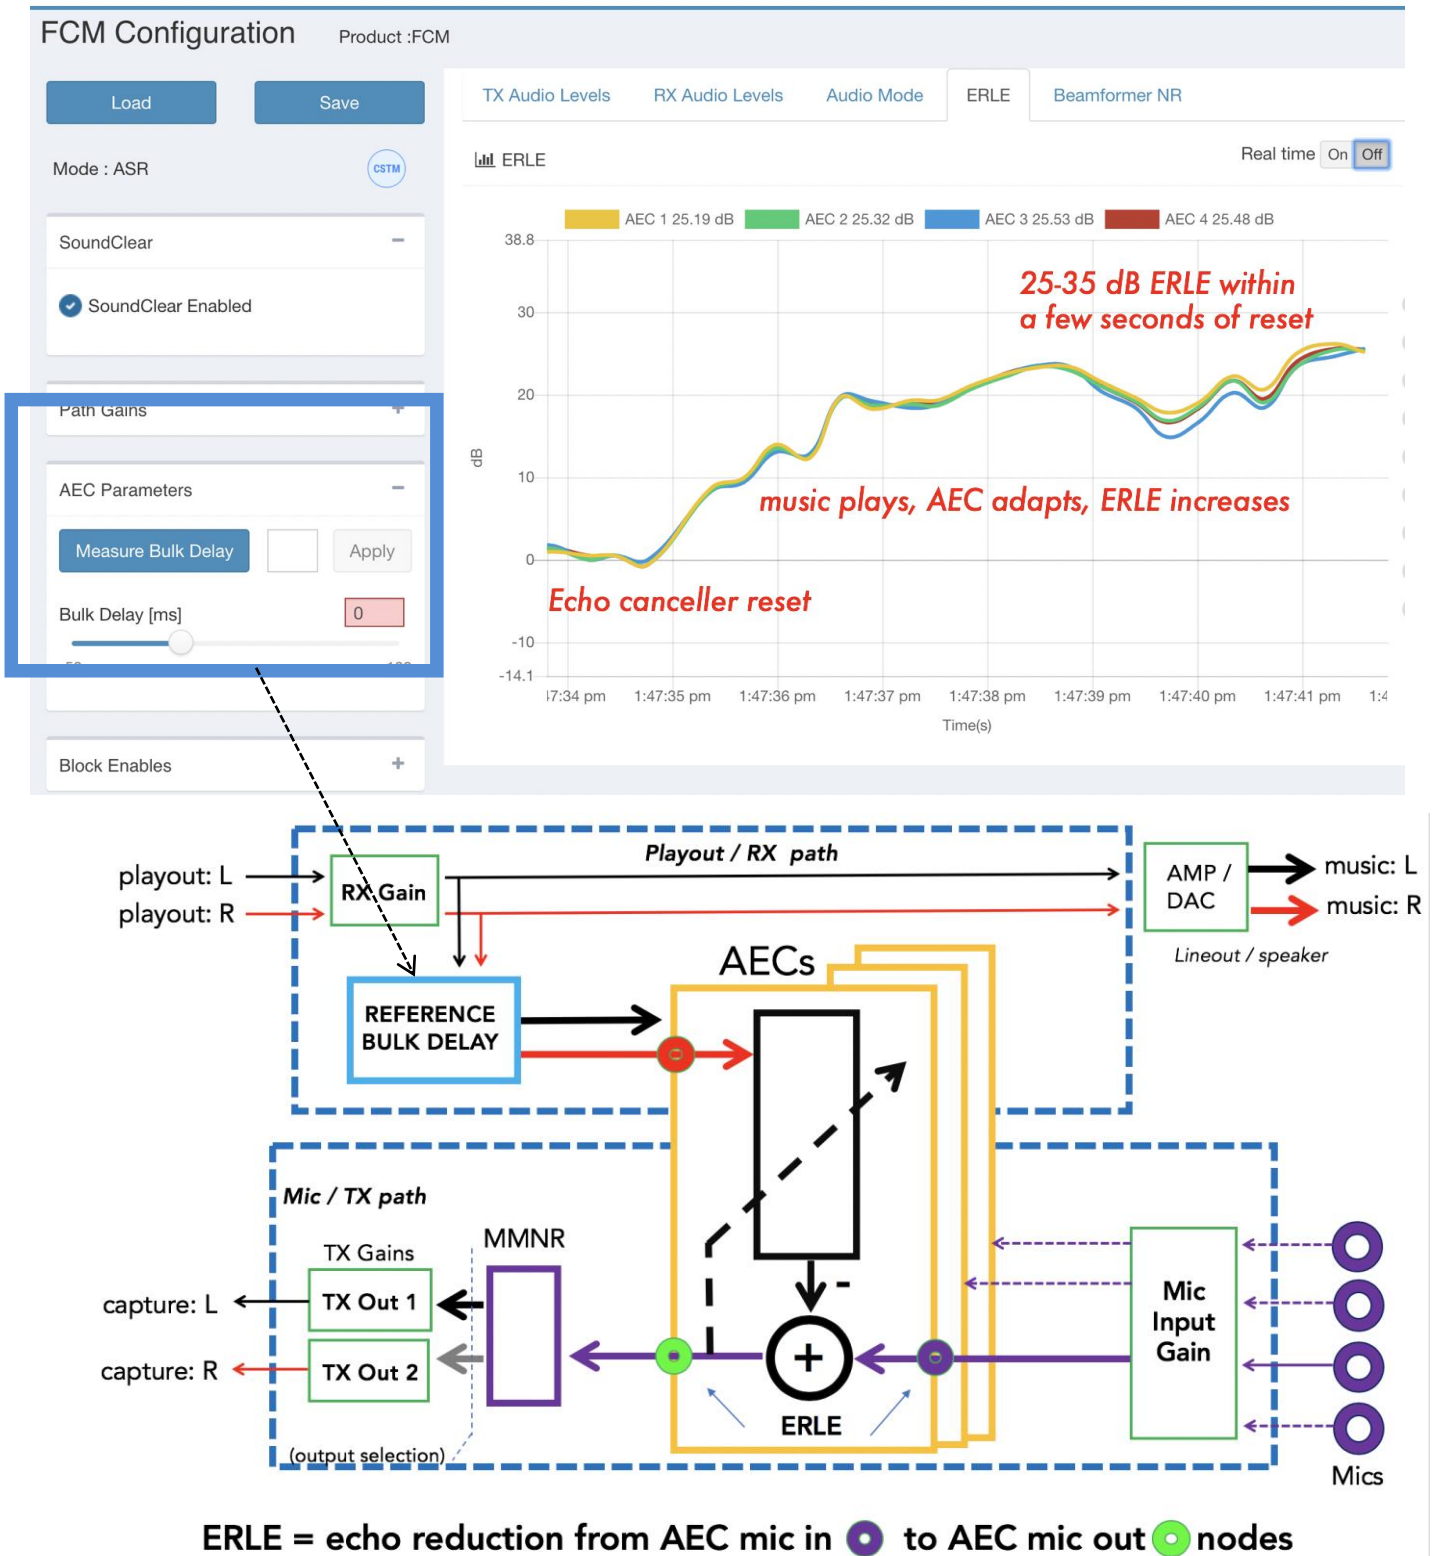 FCM Configuration
Product :FCM
Load
Save
Mode : ASR
CSTM
SoundClear
SoundClear Enabled
Path Gains
AEC Parameters
Measure Bulk Delay
Apply
Bulk Delay [ms]
0
Block Enables
TX Audio Levels
RX Audio Levels
Audio Mode
ERLE
Beamformer NR
ERLE
Real time
On
Off
AEC 1 25.19 dB
AEC 2 25.32 dB
AEC 3 25.53 dB
AEC 4 25.48 dB
38.8
30
20
10
0
-10
-14.1
dB
25-35 dB ERLE within
a few seconds of reset
music plays, AEC adapts, ERLE increases
Echo canceller reset
47:34 pm
1:47:35 pm
1:47:36 pm
1:47:37 pm
1:47:38 pm
1:47:39 pm
1:47:40 pm
1:47:41 pm
1:4
Time(s)
playout: L
playout: R
RX Gain
Playout / RX path
AMP /
DAC
music: L
music: R
Lineout / speaker
AECs
REFERENCE
BULK DELAY
Mic / TX path
MMNR
TX Gains
TX Out 1
TX Out 2
capture: L
capture: R
(output selection)
-
+
ERLE
Mic
Input
Gain
Mics
ERLE = echo reduction from AEC mic in to AEC mic out nodes